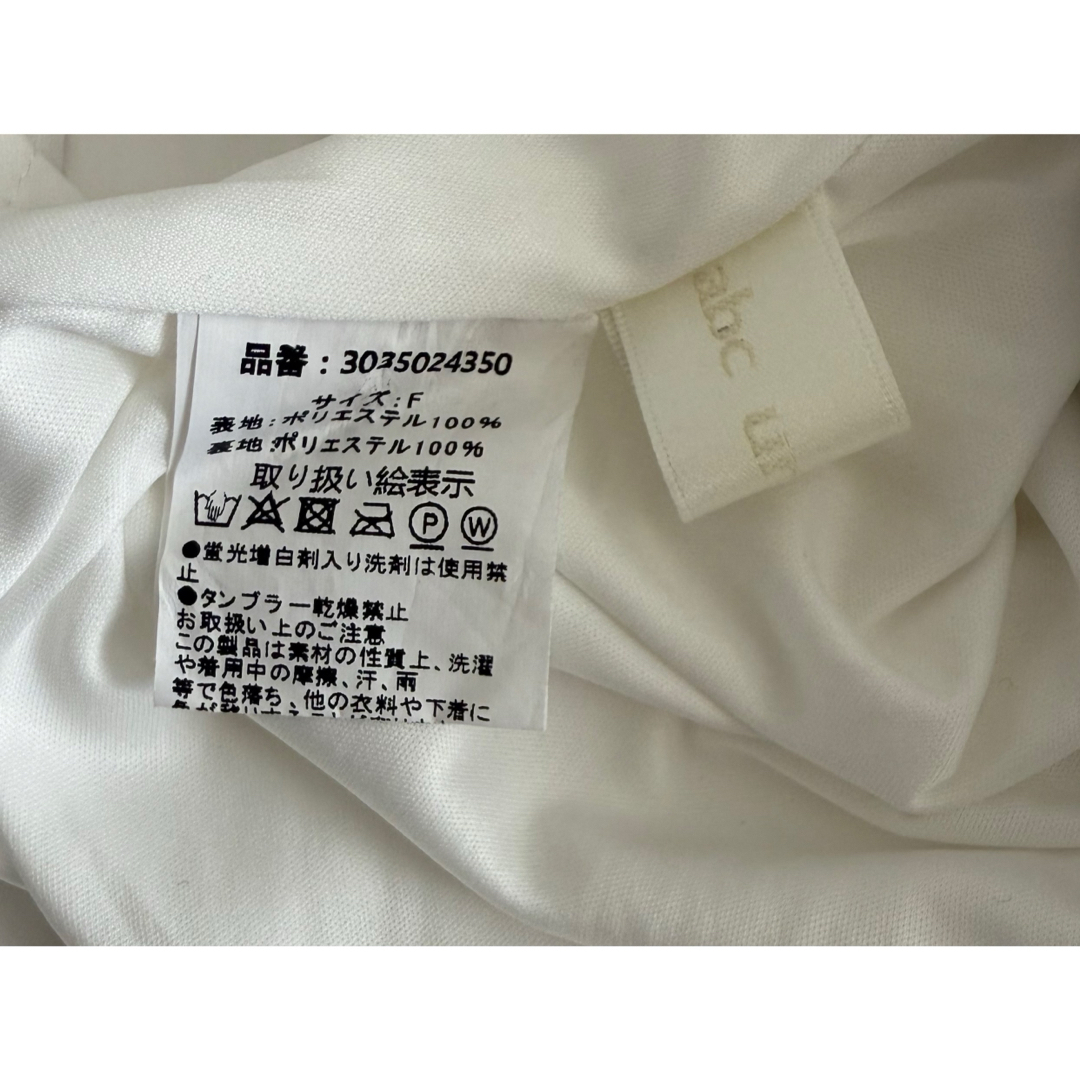 品番：3035024350
サイズ：F
表地：ポリエステル100％
裏地：ポリエステル100％
取り扱い絵表示
P W
●蛍光増白剤入り洗剤は使用禁
止
●タンブラー乾燥禁止
お取扱い上のご注意
この製品は素材の性質上、洗濯
や着用中の摩擦、汗、雨
等で色落ち、他の衣料や下着に
abc